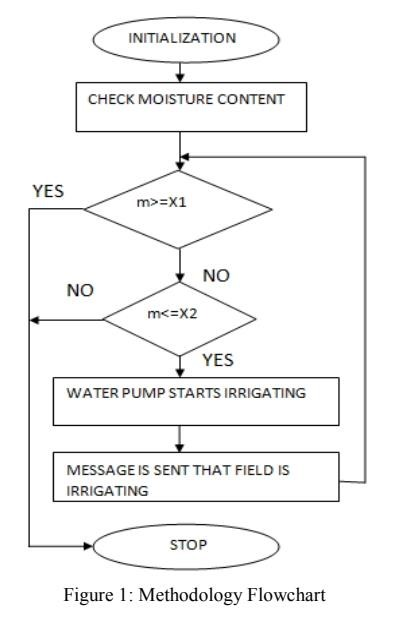 INITIALIZATION
CHECK MOISTURE CONTENT
YES
m>=X1
NO
NO
m<=X2
YES
WATER PUMP STARTS IRRIGATING
MESSAGE IS SENT THAT FIELD IS
IRRIGATING
STOP
Figure 1: Methodology Flowchart